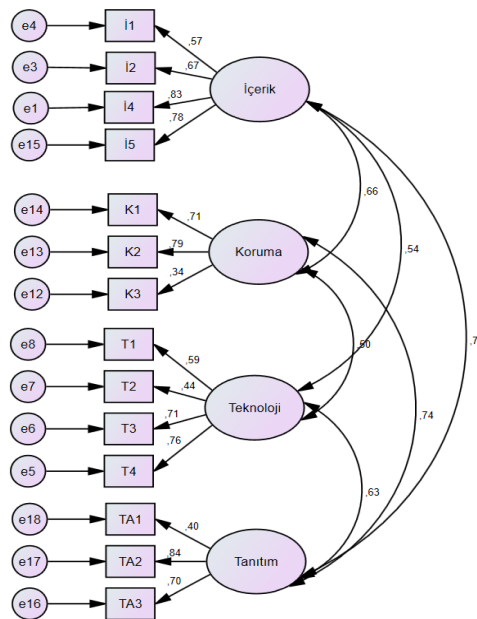 e4 İ1 ,57
e3 İ2 ,67
İçerik
e1 İ4 ,83
e15 İ5 ,78
,66
e14 K1 ,71
e13 K2 ,79
Koruma
,54
e12 K3 ,34
e8 T1 ,59
e7 T2 ,44
Teknoloji
,74
e6 T3 ,71
e5 T4 ,76
,63
e18 TA1 ,40
e17 TA2 ,84
Tanıtım
e16 TA3 ,70